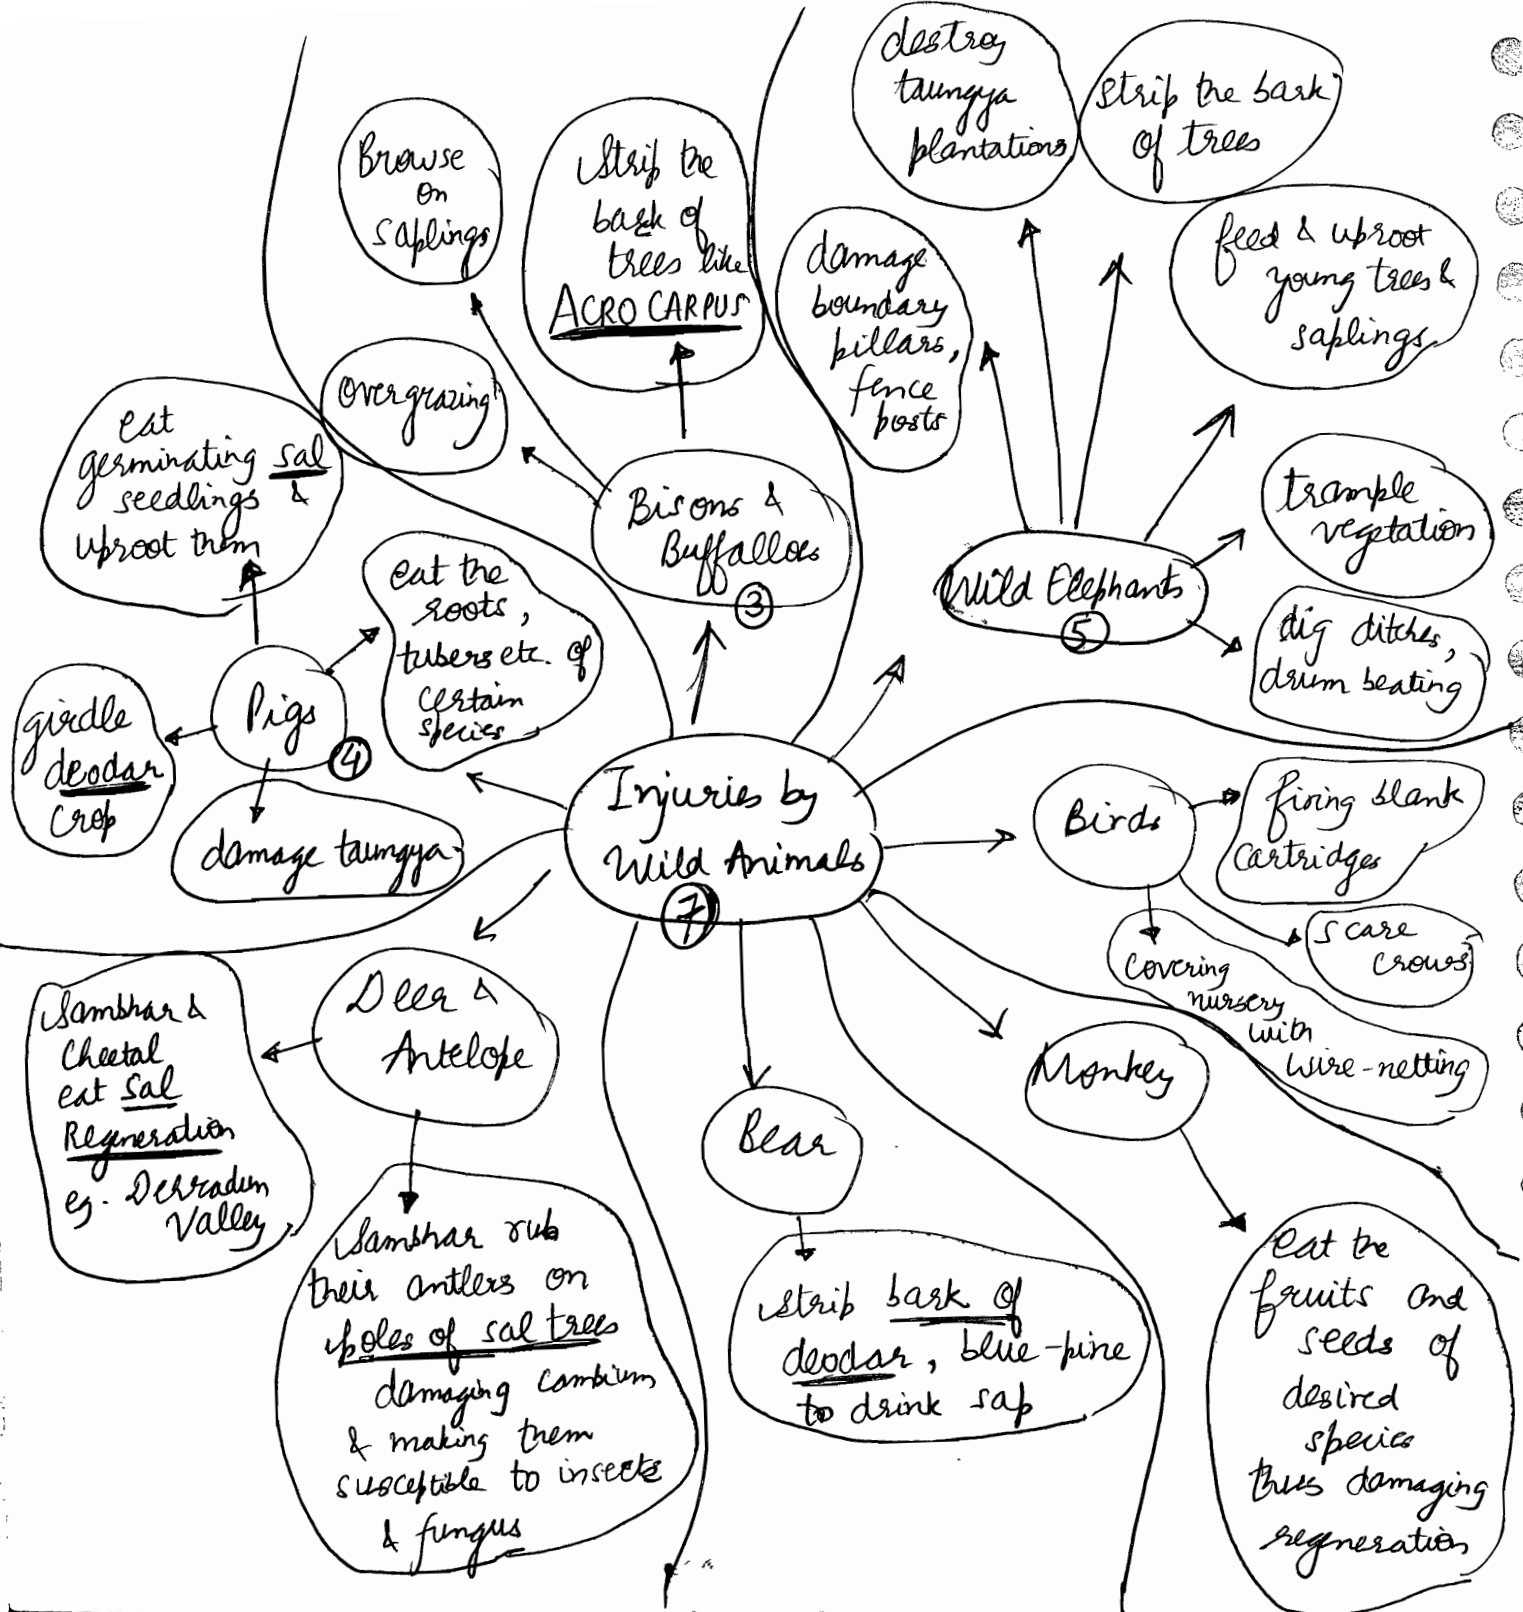 Injuries by
Wild Animals
7
Bisons &
Buffalloes
3
Browse
on
saplings
Strip the
bark of
trees like
ACROCARPUS
Overgrazing
Wild Elephants
5
destroy
taungya
plantations
strip the bark
of trees
damage
boundary
pillars,
fence
posts
feed & uproot
young trees &
saplings
trample
vegetation
dig ditches,
drum beating
Pigs
4
eat
germinating sal
seedlings &
uproot them
eat the
roots,
tubers etc. of
certain
species
girdle
deodar
crop
damage taungya
Birds
firing blank
cartridges
scare
crows
covering
nursery
with
wire-netting
Monkey
eat the
fruits and
seeds of
desired
species
thus damaging
regeneration
Bear
strip bark of
deodar, blue-pine
to drink sap
Deer &
Antelope
Sambhar &
Cheetal
eat Sal
Regeneration
eg. Dehradun
Valley
Sambhar rub
their antlers on
poles of sal trees
damaging cambium
& making them
susceptible to insects
& fungus